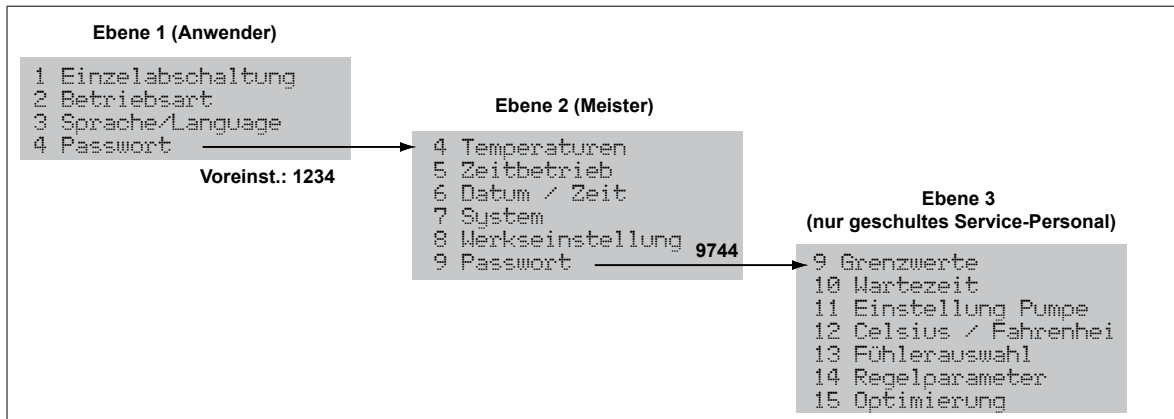 Ebene 1 (Anwender)
1 Einzelabschaltung
2 Betriebsart
3 Sprache/Language
4 Passwort
Voreinst.: 1234
Ebene 2 (Meister)
4 Temperaturen
5 Zeitbetrieb
6 Datum / Zeit
7 System
8 Werkseinstellung
9 Passwort
9744
Ebene 3
(nur geschultes Service-Personal)
9 Grenzwerte
10 Wartezeit
11 Einstellung Pumpe
12 Celsius / Fahrenhei
13 Fühlerauswahl
14 Regelparameter
15 Optimierung